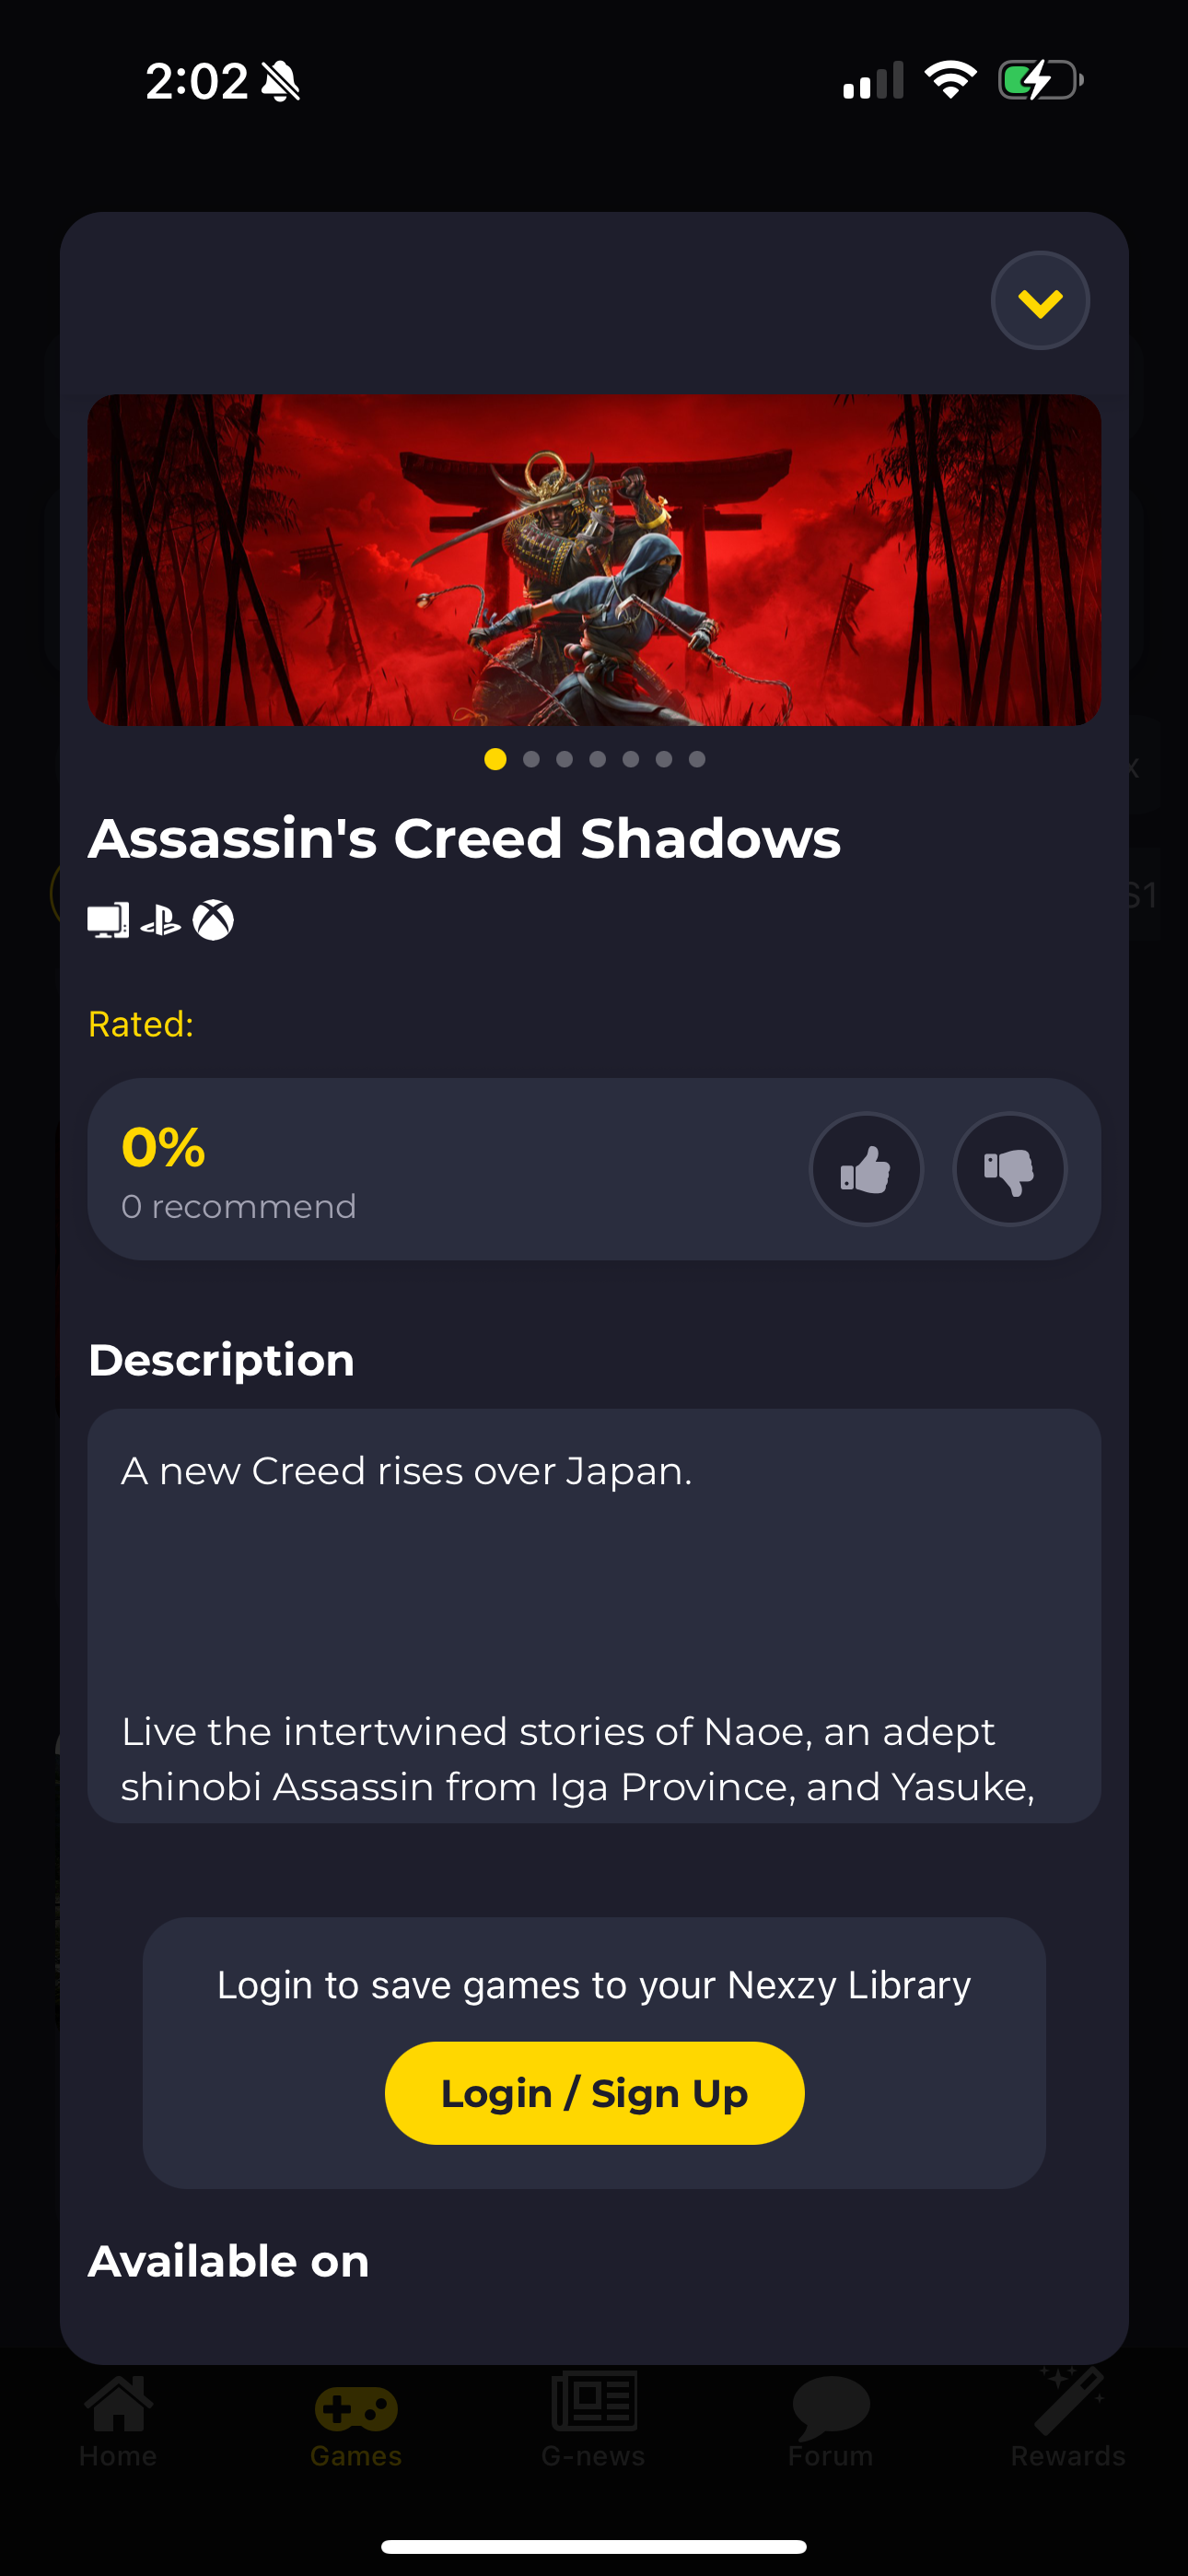 2:02
Assassin's Creed Shadows
Rated:
0%
0 recommend
Description
A new Creed rises over Japan.
Live the intertwined stories of Naoe, an adept
shinobi Assassin from Iga Province, and Yasuke,
Login to save games to your Nexzy Library
Login / Sign Up
Available on
Home
Games
G-news
Forum
Rewards